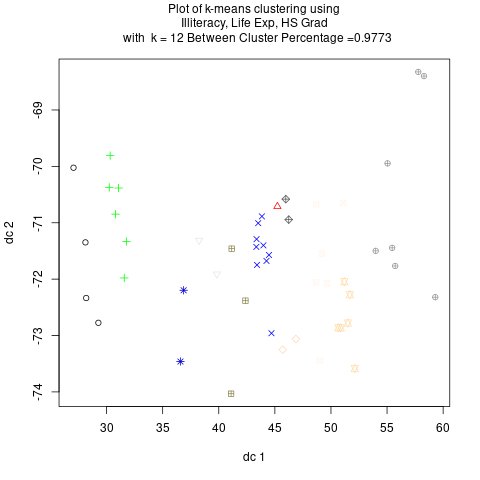 Plot of k-means clustering using
Illiteracy, Life Exp, HS Grad
with k = 12 Between Cluster Percentage =0.9773
-69
-70
-71
-72
-73
-74
dc 2
30 35 40 45 50 55 60
dc 1